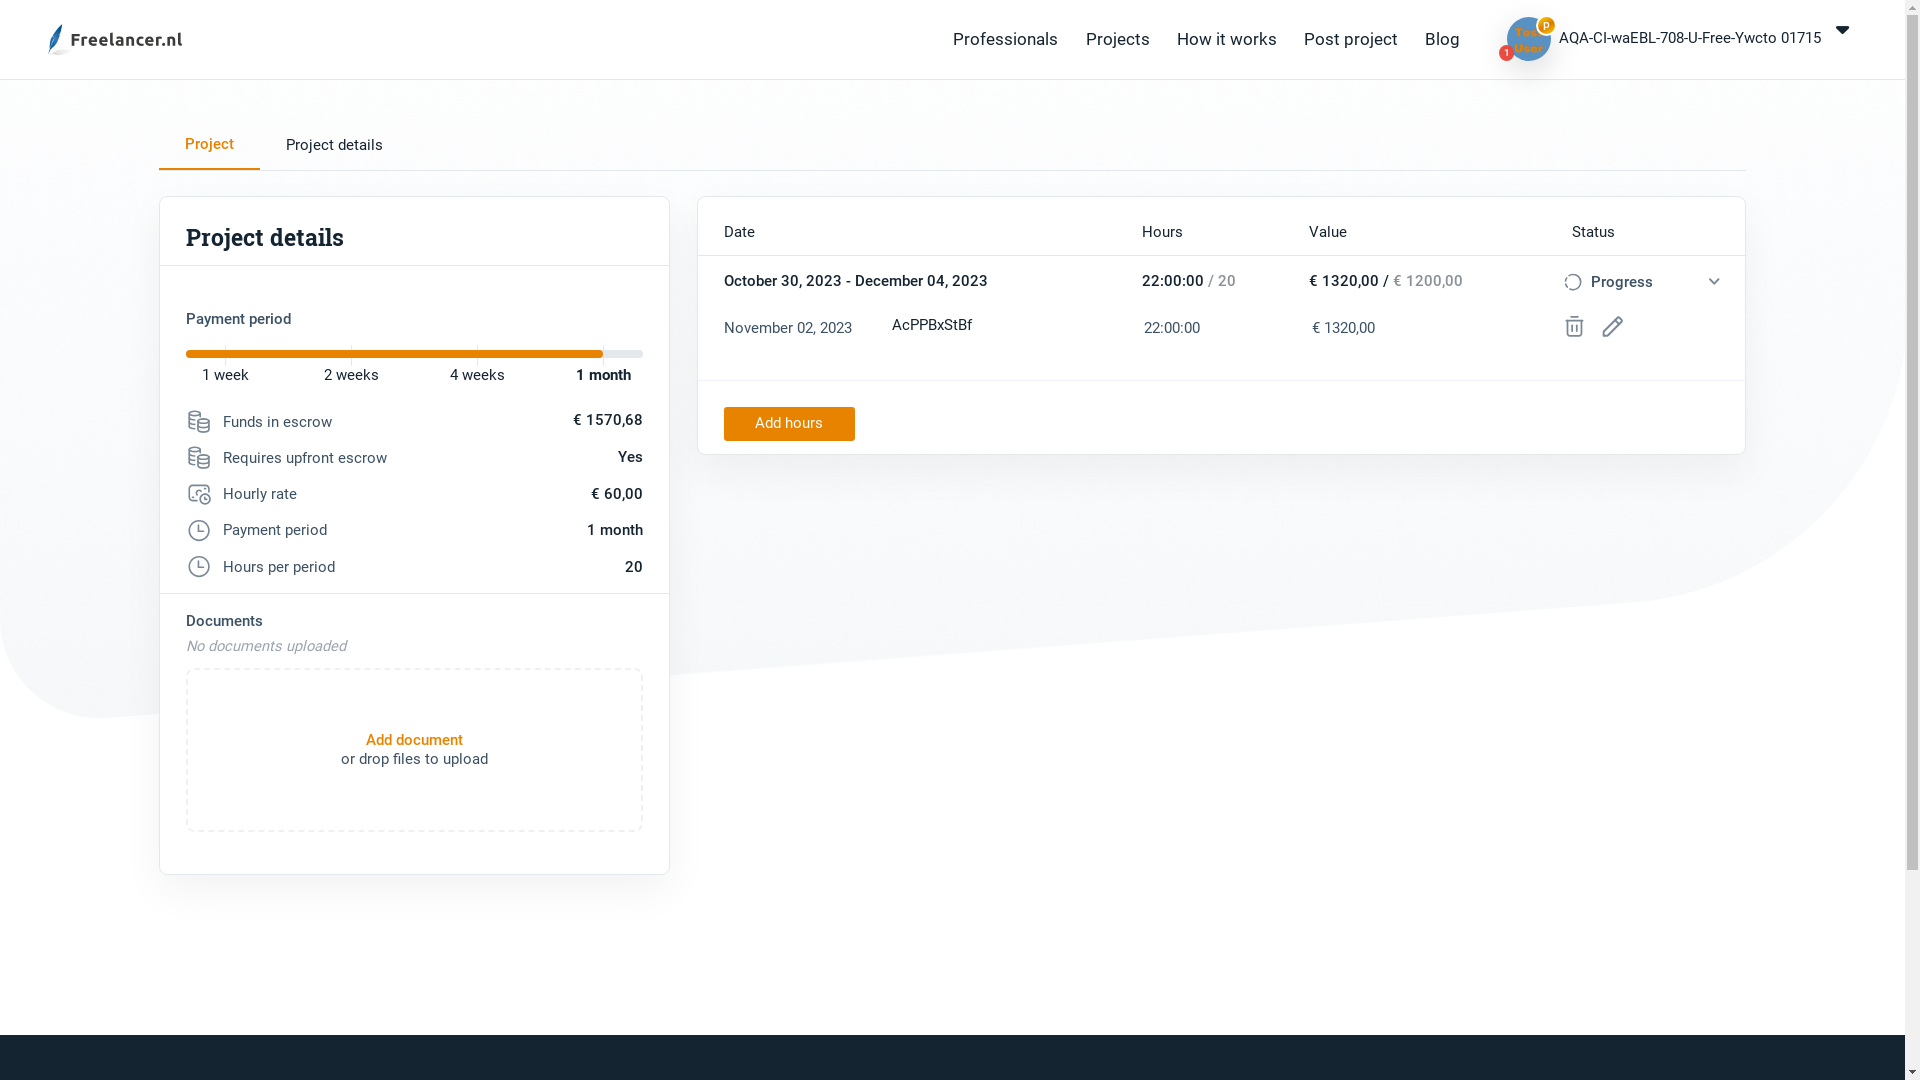 Freelancer.nl
Professionals
Projects
How it works
Post project
Blog
Test
User
P
1
AQA-CI-waEBL-708-U-Free-Ywcto 01715
Project
Project details
Project details
Payment period
1 week
2 weeks
4 weeks
1 month
Funds in escrow
€ 1570,68
Requires upfront escrow
Yes
Hourly rate
€ 60,00
Payment period
1 month
Hours per period
20
Documents
No documents uploaded
Add document
or drop files to upload
Date
Hours
Value
Status
October 30, 2023 - December 04, 2023
22:00:00 / 20
€ 1320,00 / € 1200,00
Progress
November 02, 2023
AcPPBxStBf
22:00:00
€ 1320,00
Add hours